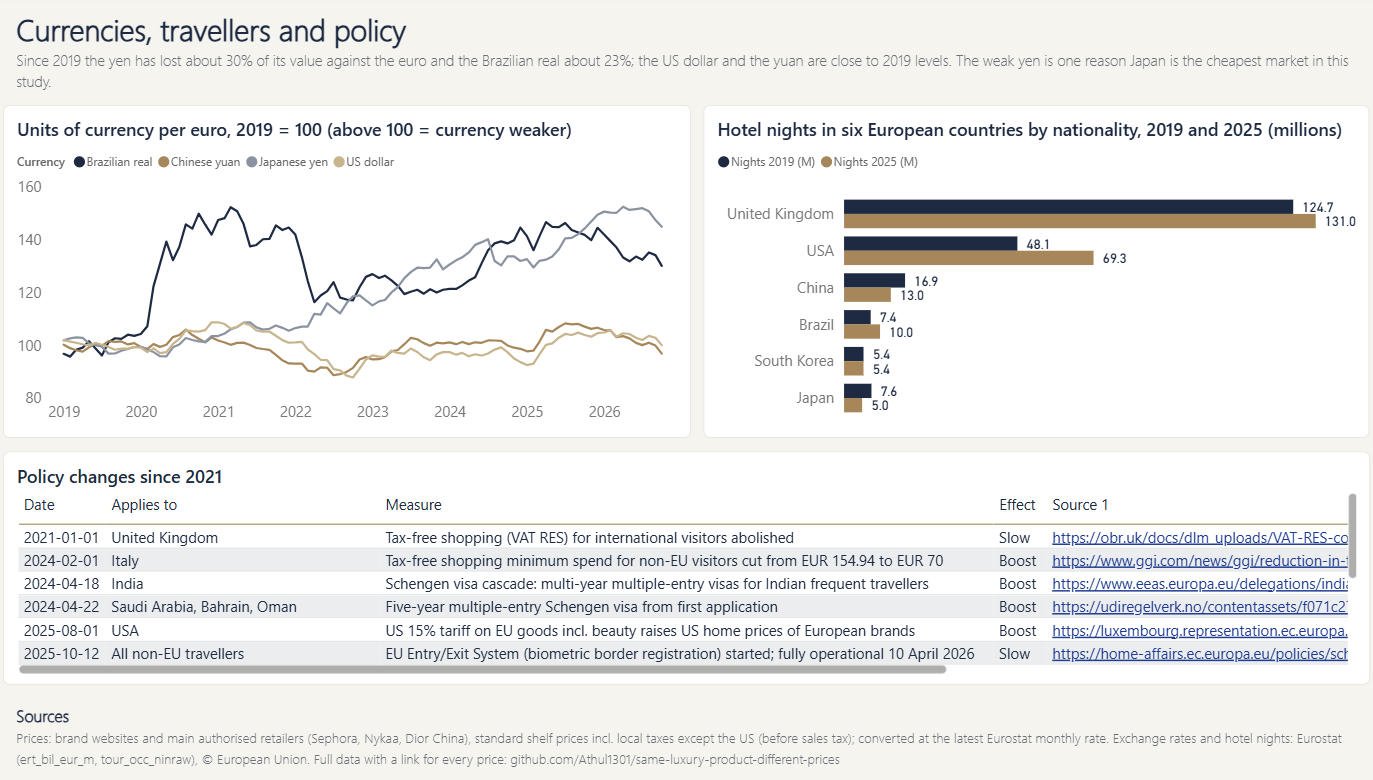 Currencies, travellers and policy
Since 2019 the yen has lost about 30% of its value against the euro and the Brazilian real about 23%; the US dollar and the yuan are close to 2019 levels. The weak yen is one reason Japan is the cheapest market in this
study.
Units of currency per euro, 2019 = 100 (above 100 = currency weaker)
Currency Brazilian real Chinese yuan Japanese yen US dollar
160
140
120
100
80
2019 2020 2021 2022 2023 2024 2025 2026
Hotel nights in six European countries by nationality, 2019 and 2025 (millions)
Nights 2019 (M) Nights 2025 (M)
United Kingdom 124.7
131.0
USA 48.1
69.3
China 16.9
13.0
Brazil 7.4
10.0
South Korea 5.4
5.4
Japan 7.6
5.0
Policy changes since 2021
Date Applies to Measure Effect Source 1
2021-01-01 United Kingdom Tax-free shopping (VAT RES) for international visitors abolished Slow https://obr.uk/docs/dlm_uploads/VAT-RES-co
2024-02-01 Italy Tax-free shopping minimum spend for non-EU visitors cut from EUR 154.94 to EUR 70 Boost https://www.ggi.com/news/ggi/reduction-in-
2024-04-18 India Schengen visa cascade: multi-year multiple-entry visas for Indian frequent travellers Boost https://www.eeas.europa.eu/delegations/india
2024-04-22 Saudi Arabia, Bahrain, Oman Five-year multiple-entry Schengen visa from first application Boost https://udiregelverk.no/contentassets/f071c2
2025-08-01 USA US 15% tariff on EU goods incl. beauty raises US home prices of European brands Boost https://luxembourg.representation.ec.europa.
2025-10-12 All non-EU travellers EU Entry/Exit System (biometric border registration) started; fully operational 10 April 2026 Slow https://home-affairs.ec.europa.eu/policies/sch
Sources
Prices: brand websites and main authorised retailers (Sephora, Nykaa, Dior China), standard shelf prices incl. local taxes except the US (before sales tax); converted at the latest Eurostat monthly rate. Exchange rates and hotel nights: Eurostat
(ert_bil_eur_m, tour_occ_ninraw), © European Union. Full data with a link for every price: github.com/Athul1301/same-luxury-product-different-prices